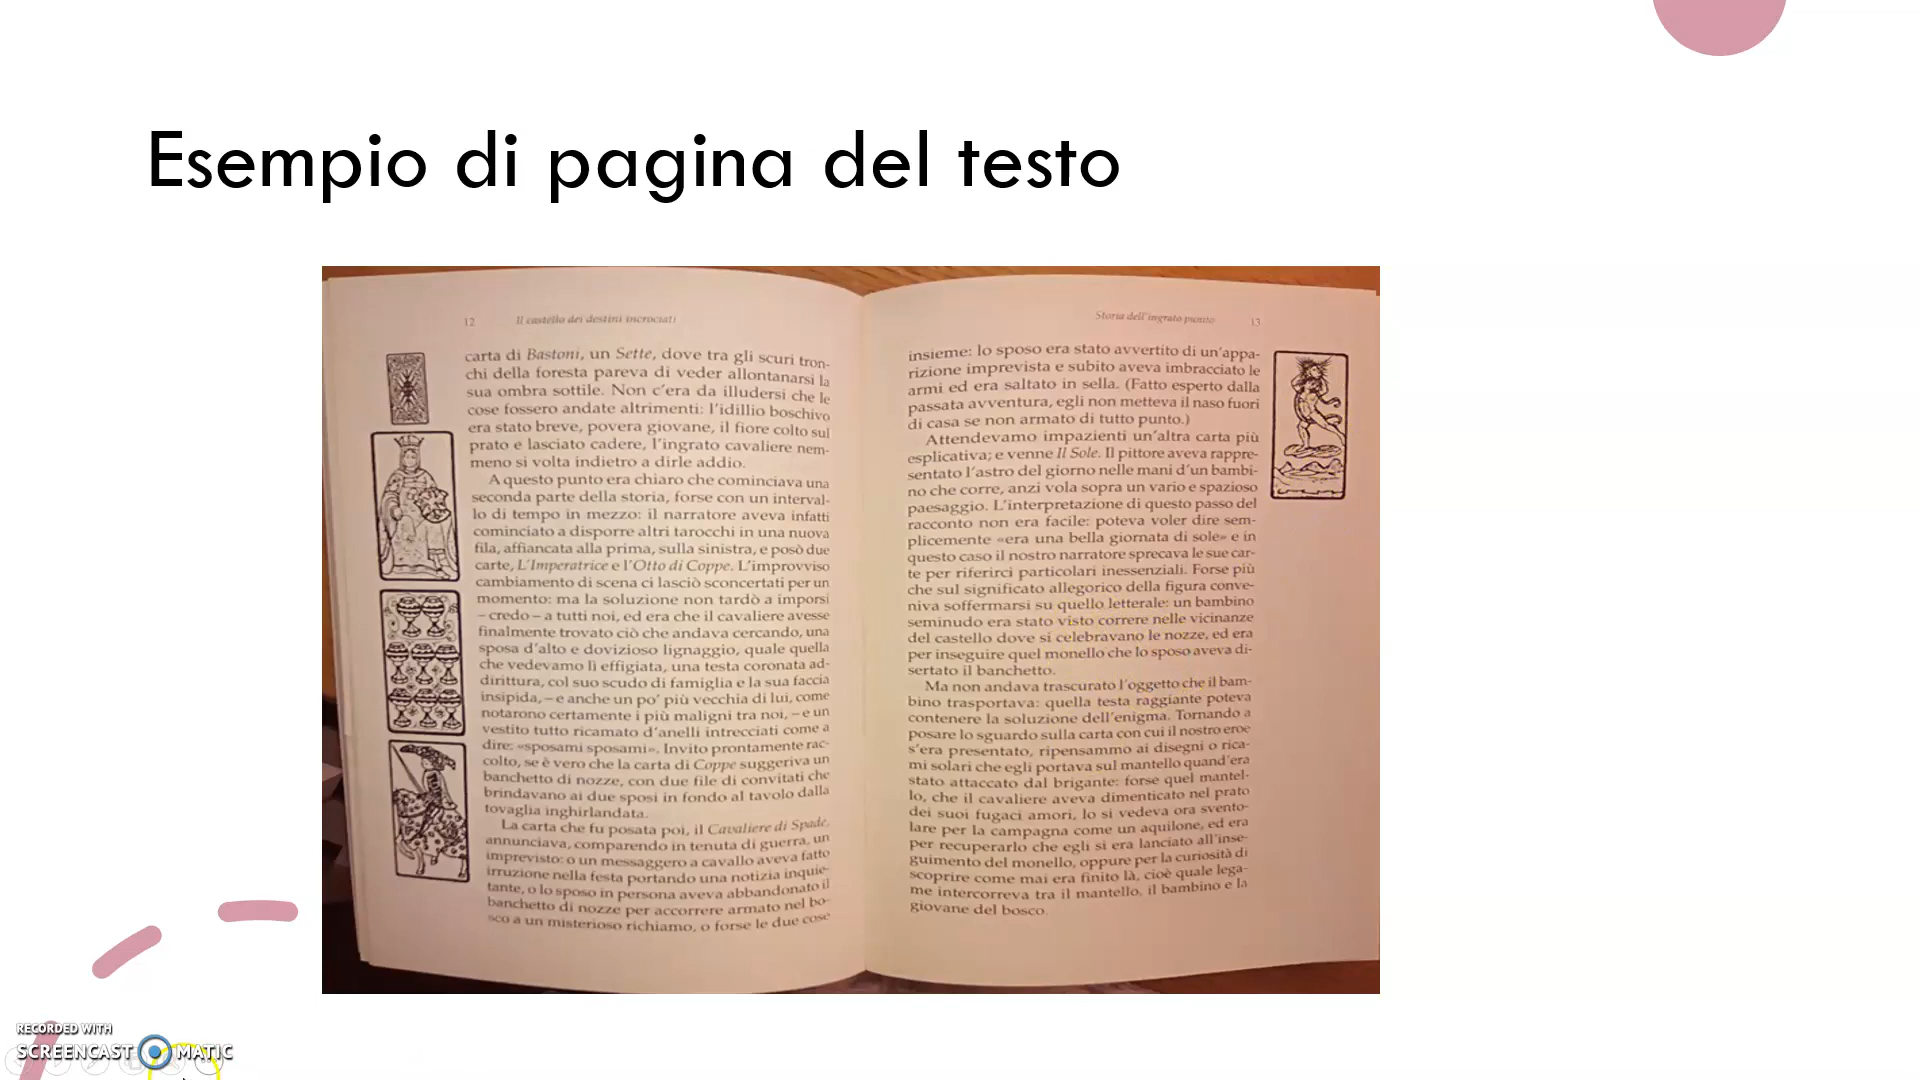 Esempio di pagina del testo
12 Il castello dei destini incrociati
carta di Bastoni, un Sette, dove tra gli scuri tron-
chi della foresta pareva di veder allontanarsi la
sua ombra sottile. Non c'era da illudersi che le
cose fossero andate altrimenti: l'idillio boschivo
era stato breve, povera giovane, il fiore colto sul
prato e lasciato cadere, l'ingrato cavaliere nem-
meno si volta indietro a dirle addio.
A questo punto era chiaro che cominciava una
seconda parte della storia, forse con un interval-
lo di tempo in mezzo: il narratore aveva infatti
cominciato a disporre altri tarocchi in una nuova
fila, affiancata alla prima, sulla sinistra, e posò due
carte, L'Imperatrice e l'Otto di Coppe. L'improvviso
cambiamento di scena ci lasciò sconcertati per un
momento: ma la soluzione non tardò a imporsi
– credo – a tutti noi, ed era che il cavaliere avesse
finalmente trovato ciò che andava cercando, una
sposa d'alto e dovizioso lignaggio, quale quella
che vedevamo lì effigiata, una testa coronata ad-
dirittura, col suo scudo di famiglia e la sua faccia
insipida, – e anche un po' più vecchia di lui, come
notarono certamente i più maligni tra noi, – e un
vestito tutto ricamato d'anelli intrecciati come a
dire: «sposami sposami». Invito prontamente rac-
colto, se è vero che la carta di Coppe suggeriva un
banchetto di nozze, con due file di convitati che
brindavano ai due sposi in fondo al tavolo dalla
tovaglia inghirlandata.
La carta che fu posata poi, il Cavaliere di Spade,
annunciava, comparendo in tenuta di guerra, un
imprevisto: o un messaggero a cavallo aveva fatto
irruzione nella festa portando una notizia inquie-
tante, o lo sposo in persona aveva abbandonato il
banchetto di nozze per accorrere armato nel bo-
sco a un misterioso richiamo, o forse le due cose
Storia dell'ingrato punito 13
insieme: lo sposo era stato avvertito di un'appa-
rizione imprevista e subito aveva imbracciato le
armi ed era saltato in sella. (Fatto esperto dalla
passata avventura, egli non metteva il naso fuori
di casa se non armato di tutto punto.)
Attendevamo impazienti un'altra carta più
esplicativa; e venne Il Sole. Il pittore aveva rappre-
sentato l'astro del giorno nelle mani d'un bambi-
no che corre, anzi vola sopra un vario e spazioso
paesaggio. L'interpretazione di questo passo del
racconto non era facile: poteva voler dire sem-
plicemente «era una bella giornata di sole» e in
questo caso il nostro narratore sprecava le sue car-
te per riferirci particolari inessenziali. Forse più
che sul significato allegorico della figura conve-
niva soffermarsi su quello letterale: un bambino
seminudo era stato visto correre nelle vicinanze
del castello dove si celebravano le nozze, ed era
per inseguire quel monello che lo sposo aveva di-
sertato il banchetto.
Ma non andava trascurato l'oggetto che il bam-
bino trasportava: quella testa raggiante poteva
contenere la soluzione dell'enigma. Tornando a
posare lo sguardo sulla carta con cui il nostro eroe
s'era presentato, ripensammo ai disegni o rica-
mi solari che egli portava sul mantello quand'era
stato attaccato dal brigante: forse quel mantel-
lo, che il cavaliere aveva dimenticato nel prato
dei suoi fugaci amori, lo si vedeva ora svento-
lare per la campagna come un aquilone, ed era
per recuperarlo che egli si era lanciato all'inse-
guimento del monello, oppure per la curiosità di
scoprire come mai era finito là, cioè quale lega-
me intercorreva tra il mantello, il bambino e la
giovane del bosco.
RECORDED WITH
SCREENCAST MATIC